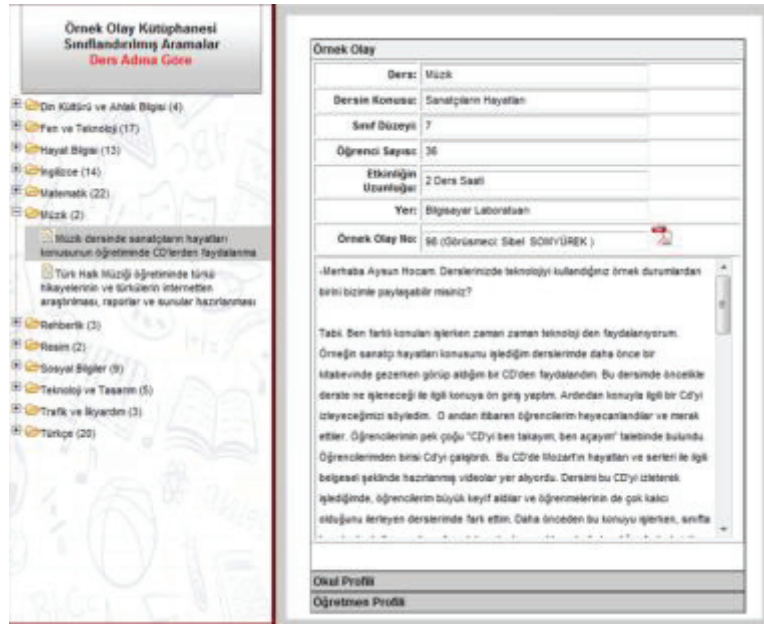 Örnek Olay Kütüphanesi
Sınıflandırılmış Aramalar
Ders Adına Göre
Din Kültürü ve Ahlak Bilgisi (4)
Fen ve Teknoloji (17)
Hayat Bilgisi (13)
İngilizce (14)
Matematik (22)
Müzik (2)
Müzik dersinde sanatçıların hayatları
konusunun öğretiminde CD'lerden faydalanma
Türk Halk Müziği öğretiminde türkü
hikayelerinin ve türkülerin internetten
araştırılması, raporlar ve sunular hazırlanması
Rehberlik (3)
Resim (2)
Sosyal Bilgiler (9)
Teknoloji ve Tasarım (5)
Trafik ve İlkyardım (3)
Türkçe (20)
Örnek Olay
Ders: Müzik
Dersin Konusu: Sanatçıların Hayatları
Sınıf Düzeyi: 7
Öğrenci Sayısı: 36
Etkinliğin
Uzunluğu: 2 Ders Saati
Yer: Bilgisayar Laboratuarı
Örnek Olay No: 98 (Görüşmeci: Sibel SOMYÜREK )
-Merhaba Aysun Hocam. Derslerinizde teknolojiyi kullandığınız örnek durumlardan
birini bizimle paylaşabilir misiniz?
Tabii. Ben farklı konuları işlerken zaman zaman teknoloji den faydalanıyorum.
Örneğin sanatçı hayatları konusunu işlediğim derslerimde daha önce bir
kitabevinde gezerken görüp aldığım bir CD'den faydalandım. Bu dersimde öncelikle
derste ne işleneceği ile ilgili konuya ön giriş yaptım. Ardından konuyla ilgili bir Cd'yi
izleyeceğimizi söyledim. O andan itibaren öğrencilerim heyecanlandılar ve merak
ettiler. Öğrencilerimin pek çoğu "CD'yi ben takayım, ben açayım" talebinde bulundu.
Öğrencilerimden birisi Cd'yi çalıştırdı. Bu CD'de Mozart'ın hayatları ve serleri ile ilgili
belgesel şeklinde hazırlanmış videolar yer alıyordu. Dersimi bu CD'yi izleterek
işlediğimde, öğrencilerim büyük keyif aldılar ve öğrenmelerinin de çok kalıcı
olduğunu ilerleyen derslerimde fark ettim. Daha önceden bu konuyu işlerken, sınıfta
Okul Profili
Öğretmen Profili